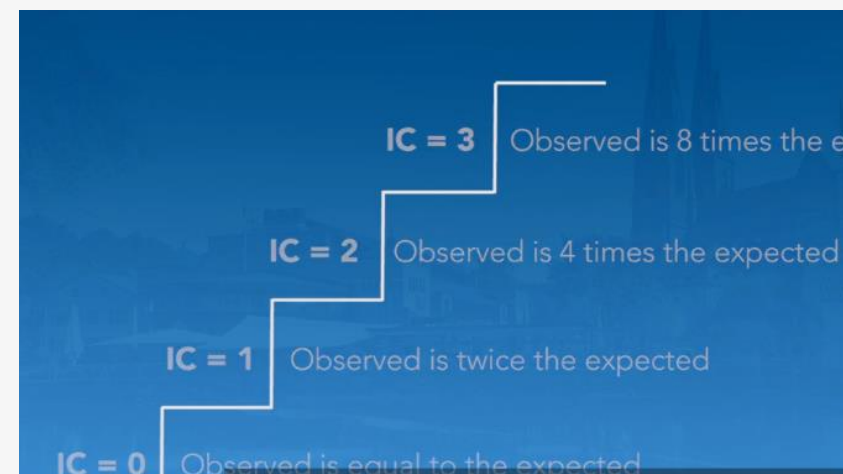 IC = 3 Observed is 8 times the e
IC = 2 Observed is 4 times the expected
IC = 1 Observed is twice the expected
IC = 0 Observed is equal to the expected